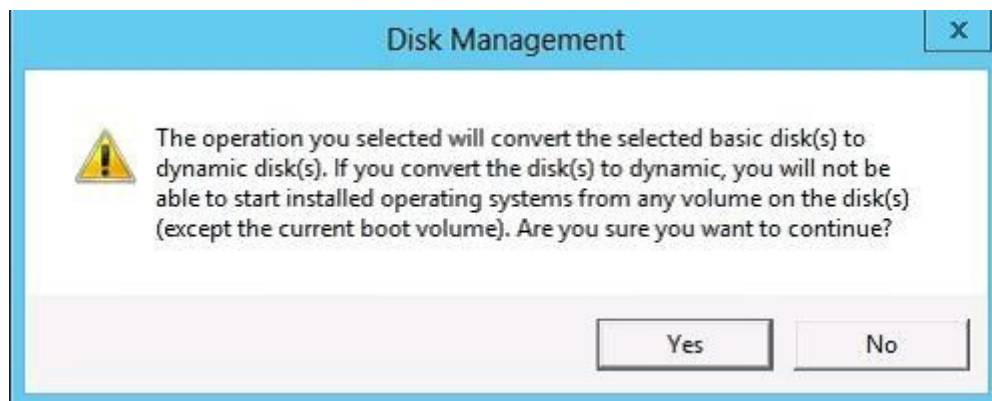 Disk Management
x
The operation you selected will convert the selected basic disk(s) to
dynamic disk(s). If you convert the disk(s) to dynamic, you will not be
able to start installed operating systems from any volume on the disk(s)
(except the current boot volume). Are you sure you want to continue?
Yes
No